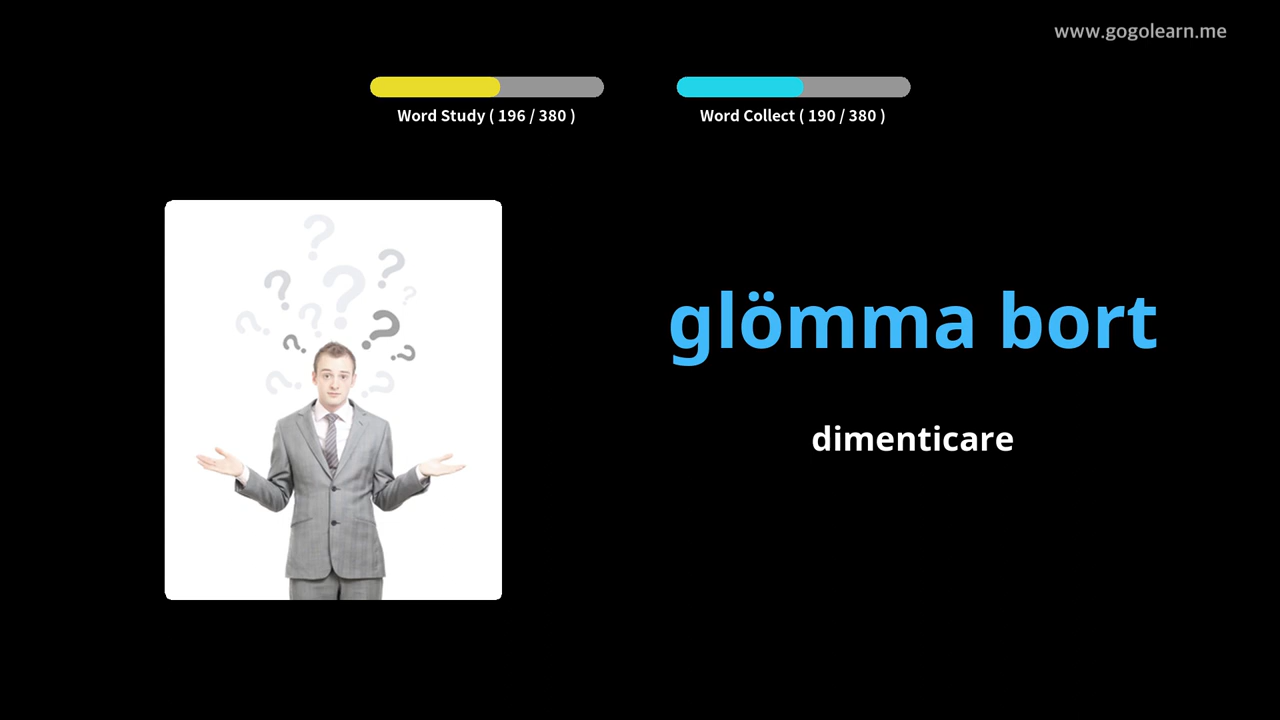 www.gogolearn.me
Word Study ( 196 / 380 )
Word Collect ( 190 / 380 )
glömma bort
dimenticare